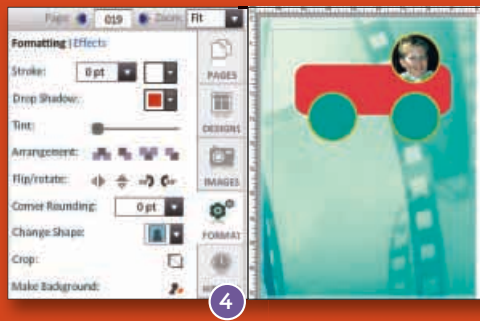 Page: 019 Zoom: Fit
Formatting | Effects
Stroke: 0 pt
PAGES
Drop Shadow:
Tint:
DESIGNS
Arrangement:
Flip/rotate:
IMAGES
Corner Rounding: 0 pt
Change Shape:
FORMAT
Crop:
Make Background:
4